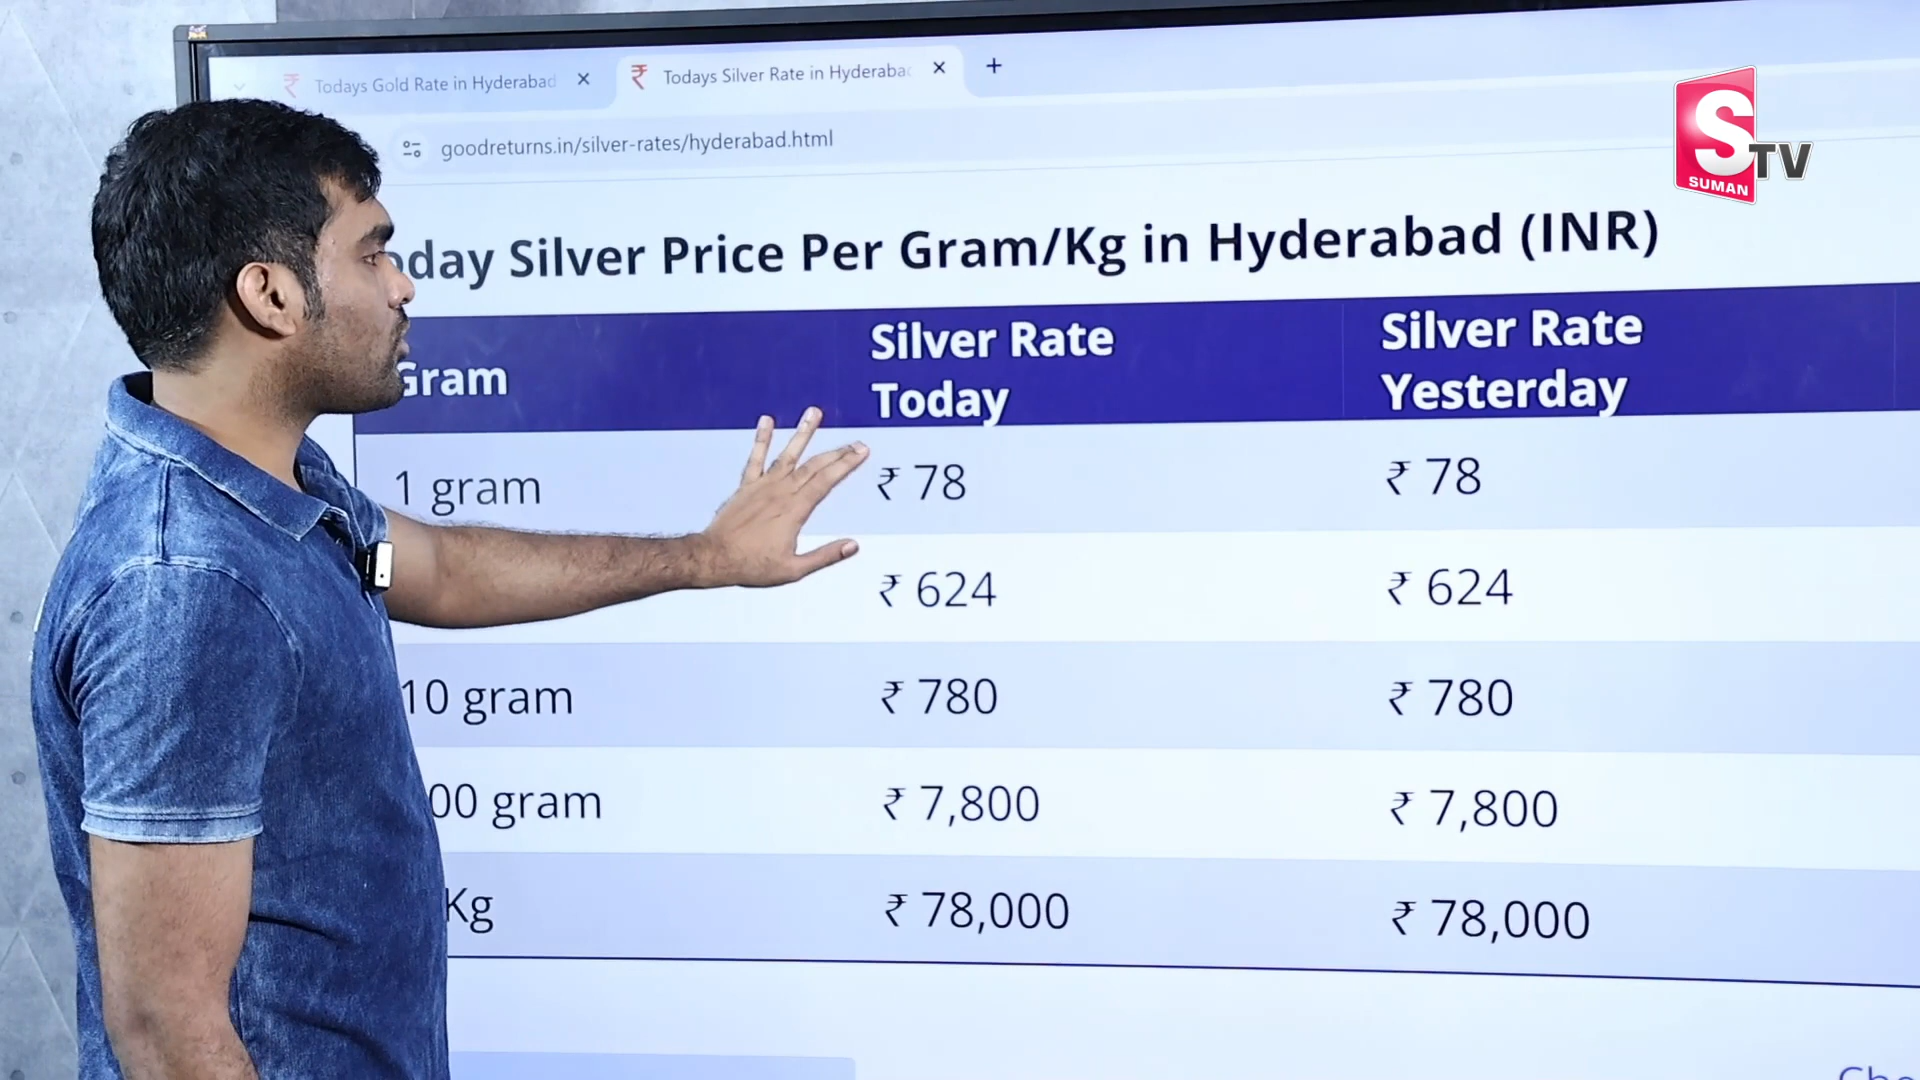 Todays Gold Rate in Hyderabad
Todays Silver Rate in Hyderabad
goodreturns.in/silver-rates/hyderabad.html
S TV
SUMAN
oday Silver Price Per Gram/Kg in Hyderabad (INR)
Gram Silver Rate Today Silver Rate Yesterday
1 gram ₹ 78 ₹ 78
₹ 624 ₹ 624
10 gram ₹ 780 ₹ 780
00 gram ₹ 7,800 ₹ 7,800
Kg ₹ 78,000 ₹ 78,000